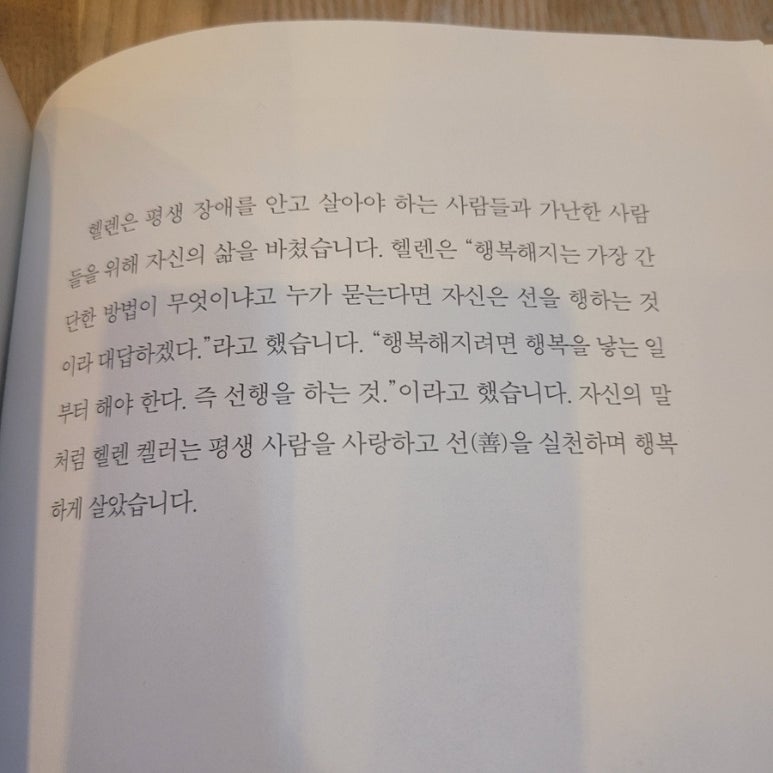 헬렌은 평생 장애를 안고 살아야 하는 사람들과 가난한 사람
들을 위해 자신의 삶을 바쳤습니다. 헬렌은 “행복해지는 가장 간
단한 방법이 무엇이냐고 누가 묻는다면 자신은 선을 행하는 것
이라 대답하겠다.”라고 했습니다. “행복해지려면 행복을 낳는 일
부터 해야 한다. 즉 선행을 하는 것.”이라고 했습니다. 자신의 말
처럼 헬렌 켈러는 평생 사람을 사랑하고 선(善)을 실천하며 행복
하게 살았습니다.